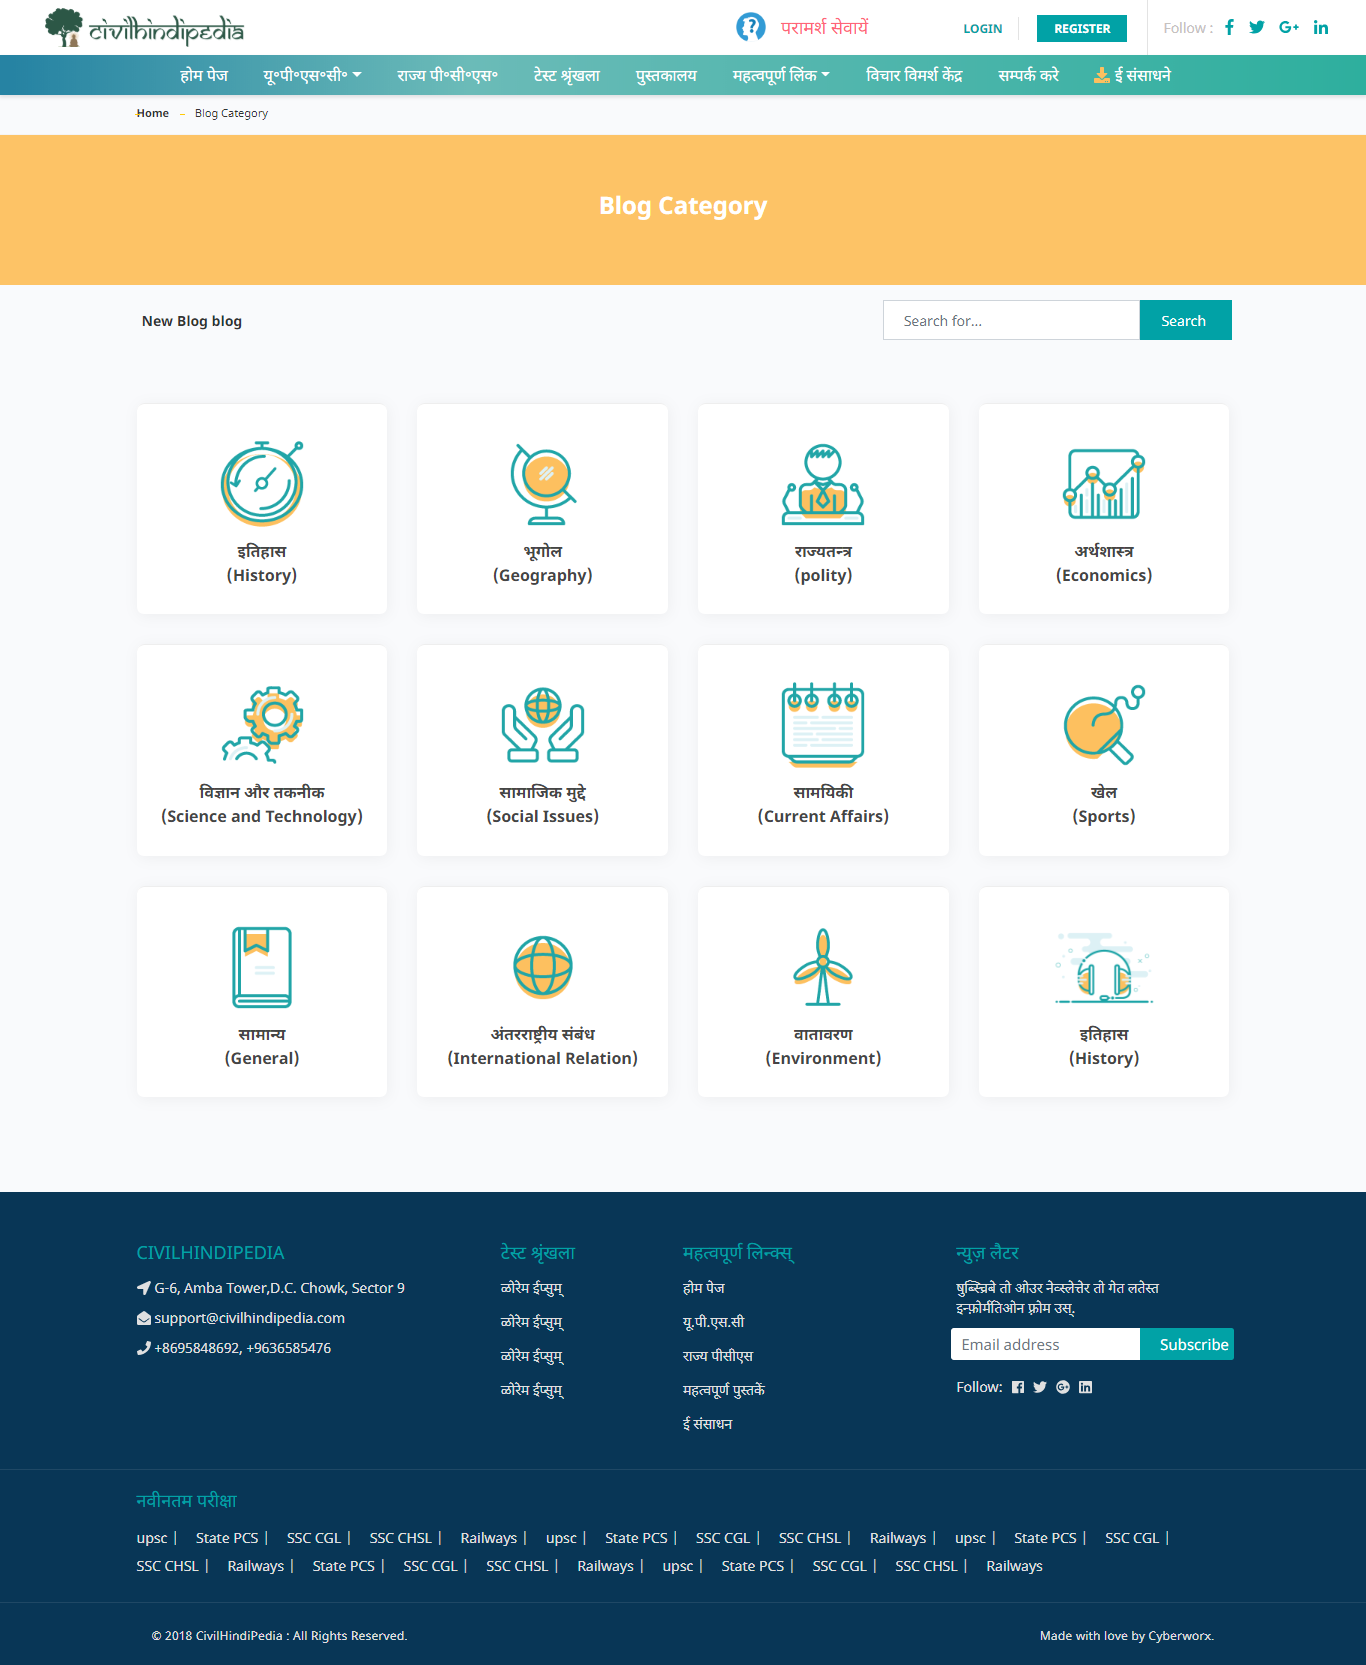 civilhindipedia
परामर्श सेवायें
LOGIN
REGISTER
Follow :
होम पेज
यू॰पी॰एस॰सी॰
राज्य पी॰सी॰एस॰
टेस्ट श्रृंखला
पुस्तकालय
महत्वपूर्ण लिंक
विचार विमर्श केंद्र
सम्पर्क करे
ई संसाधने
Home – Blog Category
Blog Category
New Blog blog
Search for...
Search
इतिहास
(History)
भूगोल
(Geography)
राज्यतन्त्र
(polity)
अर्थशास्त्र
(Economics)
विज्ञान और तकनीक
(Science and Technology)
सामाजिक मुद्दे
(Social Issues)
सामयिकी
(Current Affairs)
खेल
(Sports)
सामान्य
(General)
अंतरराष्ट्रीय संबंध
(International Relation)
वातावरण
(Environment)
इतिहास
(History)
CIVILHINDIPEDIA
G-6, Amba Tower,D.C. Chowk, Sector 9
support@civilhindipedia.com
+8695848692, +9636585476
टेस्ट श्रृंखला
ळोरेम ईप्सुम्
ळोरेम ईप्सुम्
ळोरेम ईप्सुम्
ळोरेम ईप्सुम्
महत्वपूर्ण लिन्क्स्
होम पेज
यू.पी.एस.सी
राज्य पीसीएस
महत्वपूर्ण पुस्तकें
ई संसाधन
न्युज़ लैटर
षुब्स्च्रिबे तो ओउर नेव्स्लेत्तेर तो गेत लतेस्त
इन्फ़ोर्मतिओन फ़्रोम उस्.
Email address
Subscribe
Follow:
नवीनतम परीक्षा
upsc | State PCS | SSC CGL | SSC CHSL | Railways | upsc | State PCS | SSC CGL | SSC CHSL | Railways | upsc | State PCS | SSC CGL |
SSC CHSL | Railways | State PCS | SSC CGL | SSC CHSL | Railways | upsc | State PCS | SSC CGL | SSC CHSL | Railways
© 2018 CivilHindiPedia : All Rights Reserved.
Made with love by Cyberworx.